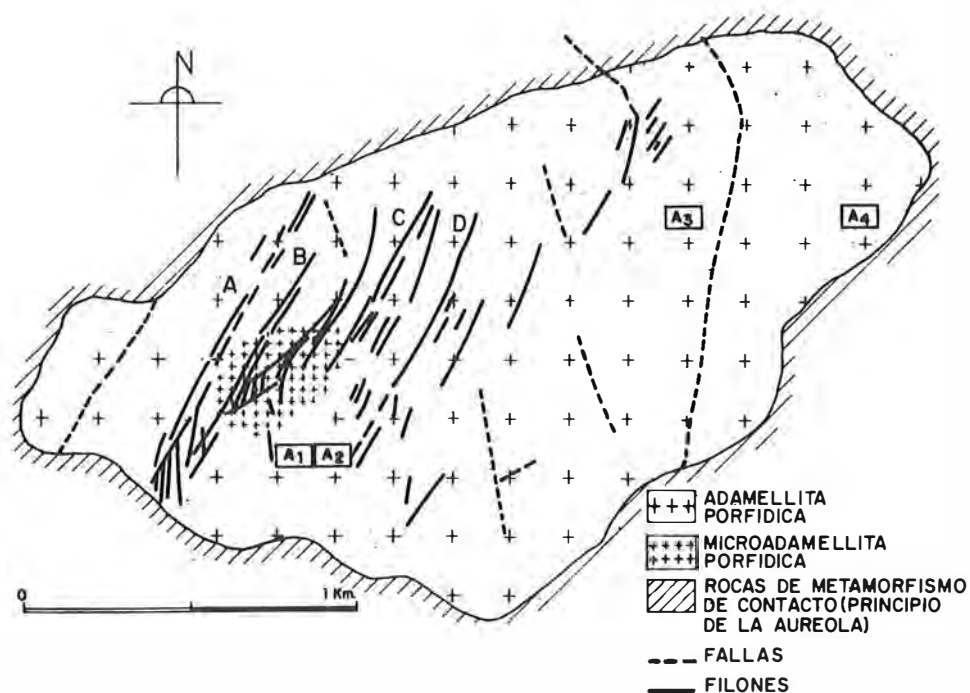 N
A3
A4
C
D
B
A
A1 A2
ADAMELLITA
PORFIDICA
MICROADAMELLITA
PORFIDICA
0 1 Km.
ROCAS DE METAMORFISMO
DE CONTACTO (PRINCIPIO
DE LA AUREOLA)
FALLAS
FILONES